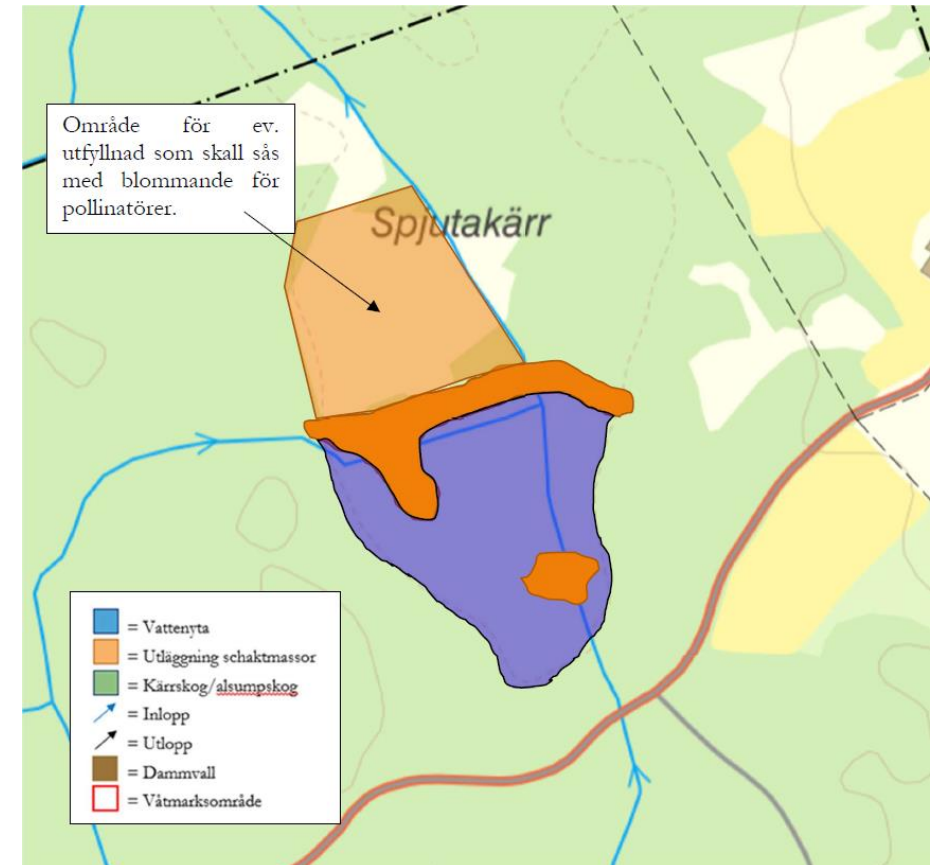 Område för ev.
utfyllnad som skall sås
med blommande för
pollinatörer.
Spjutakärr
= Vattenyta
= Utläggning schaktmassor
= Kärrskog/alsumpskog
= Inlopp
= Utlopp
= Dammvall
= Våtmarksområde